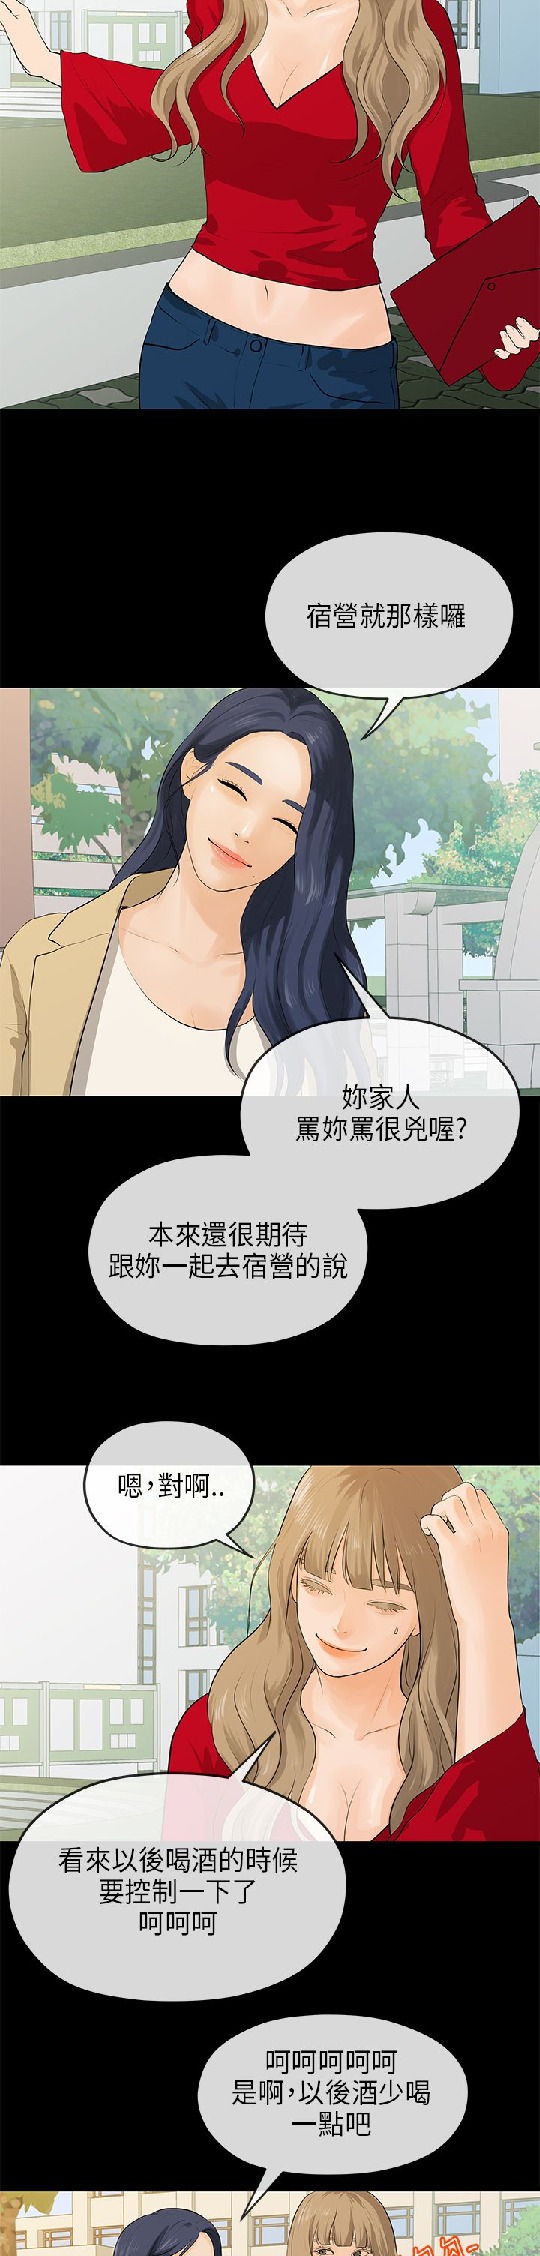 宿營就那樣囉
妳家人
罵妳罵很兇喔?
本來還很期待
跟妳一起去宿營的說
嗯,對啊..
看來以後喝酒的時候
要控制一下了
呵呵呵
呵呵呵呵呵
是啊,以後酒少喝
一點吧